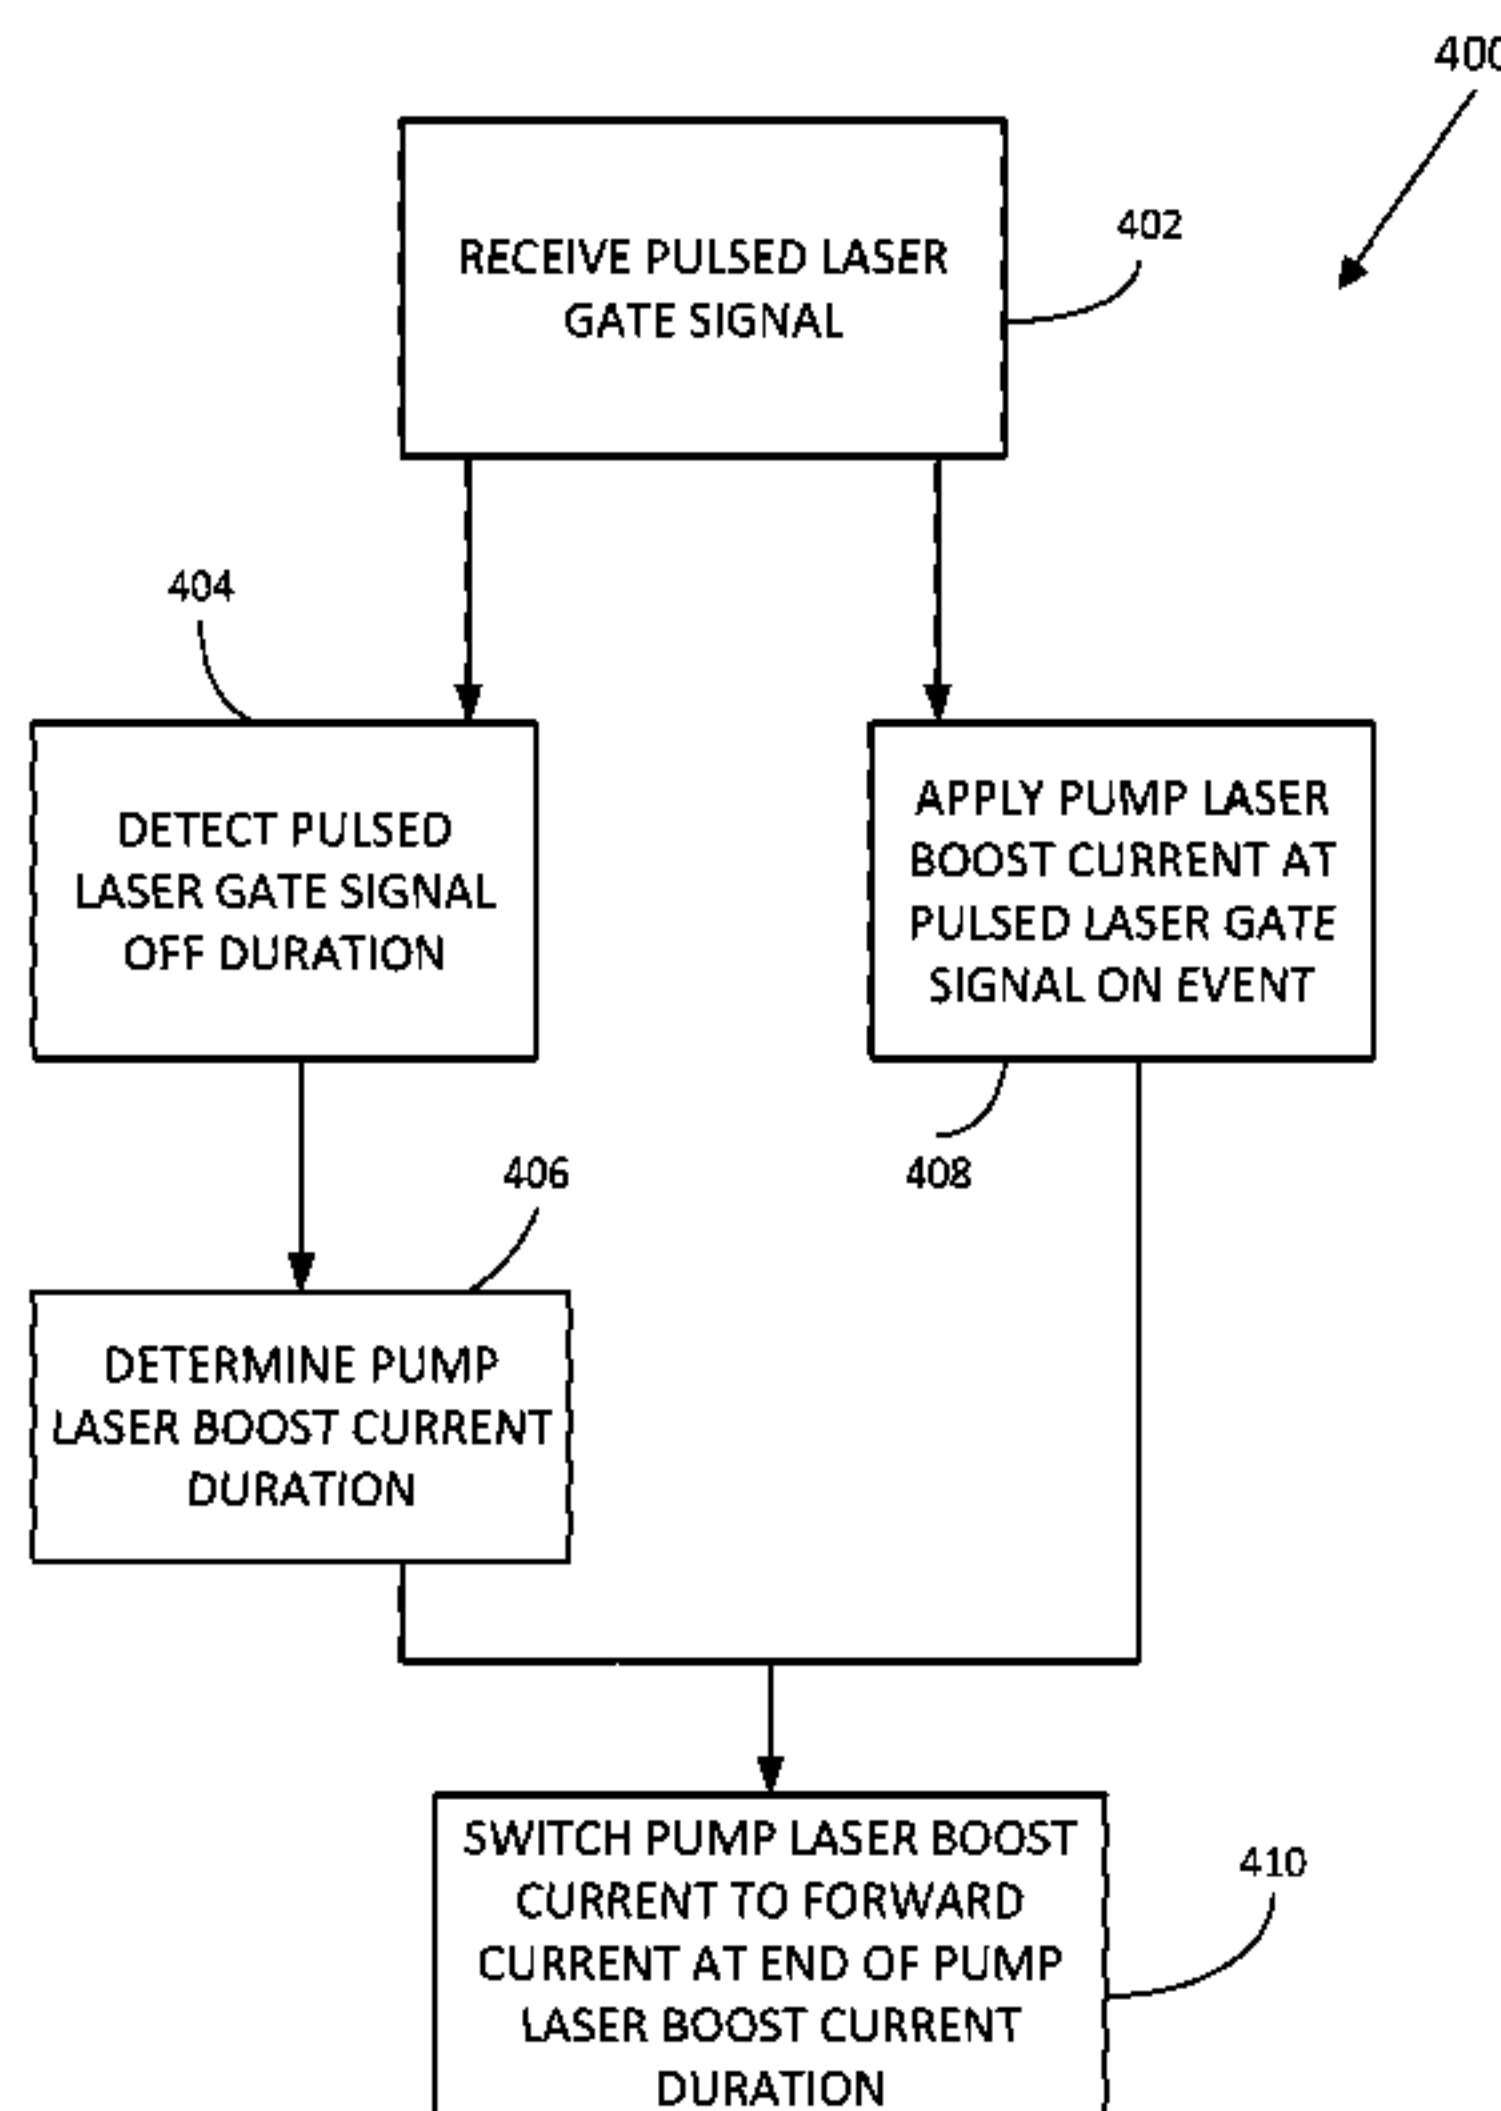 400
402
RECEIVE PULSED LASER
GATE SIGNAL
404
DETECT PULSED
LASER GATE SIGNAL
OFF DURATION
APPLY PUMP LASER
BOOST CURRENT AT
PULSED LASER GATE
SIGNAL ON EVENT
406
408
DETERMINE PUMP
LASER BOOST CURRENT
DURATION
SWITCH PUMP LASER BOOST
CURRENT TO FORWARD
CURRENT AT END OF PUMP
LASER BOOST CURRENT
DURATION
410